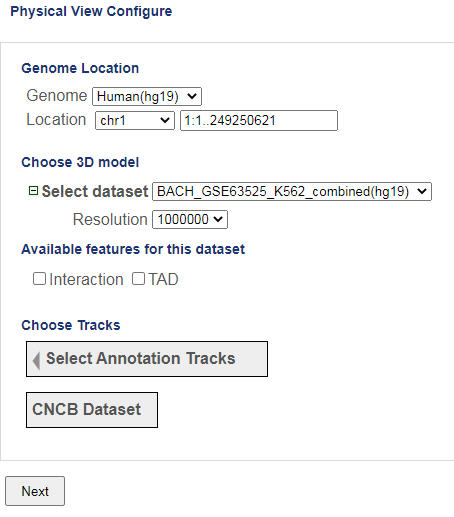 Physical View Configure
Genome Location
Genome Human(hg19)
Location chr1 1:1..249250621
Choose 3D model
Select dataset BACH_GSE63525_K562_combined(hg19)
Resolution 1000000
Available features for this dataset
Interaction TAD
Choose Tracks
Select Annotation Tracks
CNCB Dataset
Next